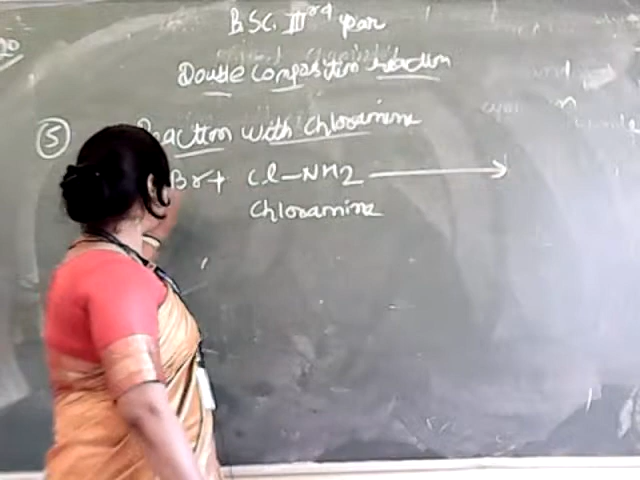 B.Sc. IIIrd year
Double composition reaction
5 Reaction with chloramine
Br + Cl-NH2 ⟶
Chloramine